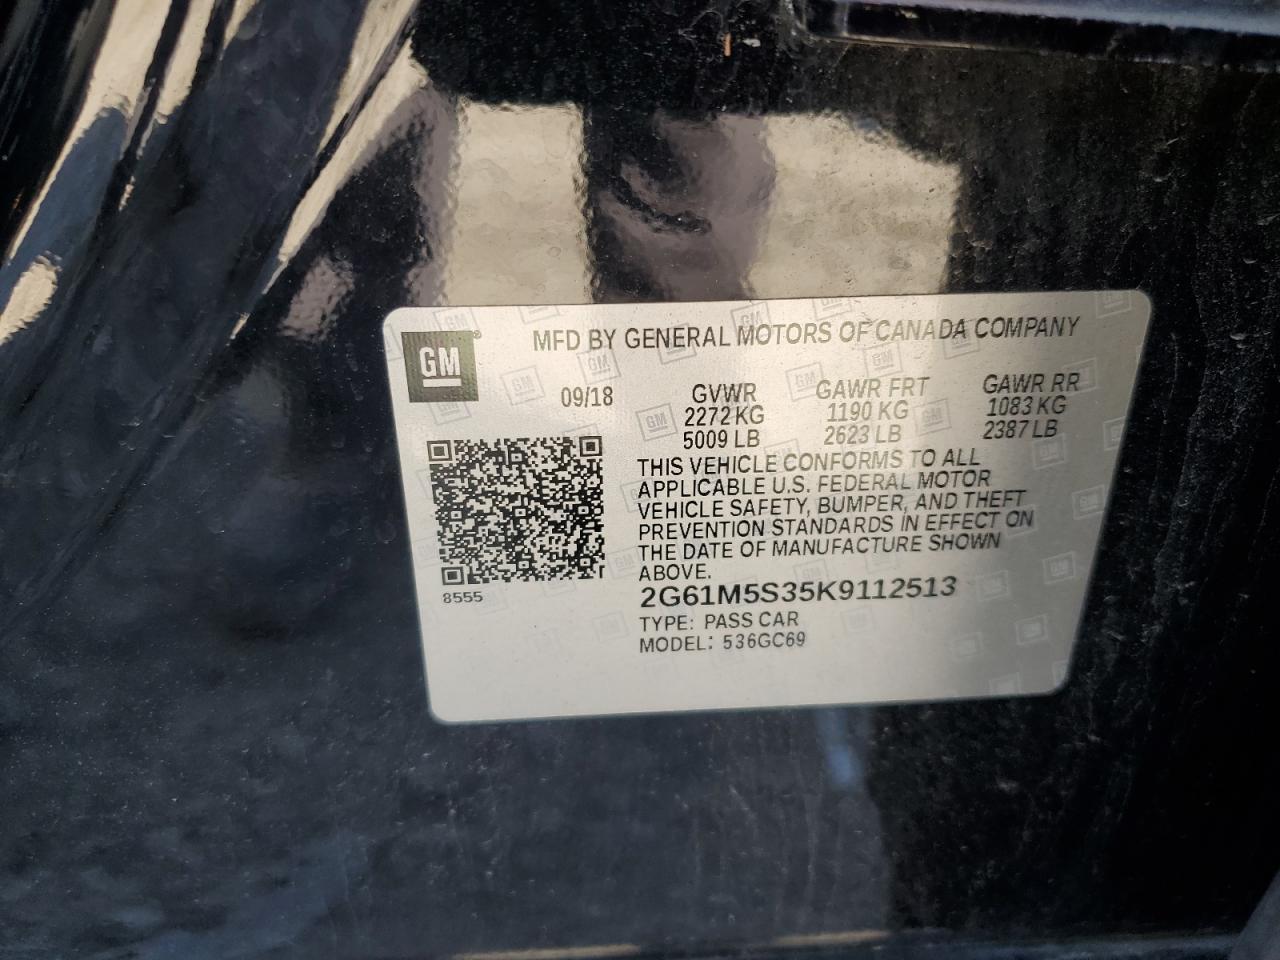 GM
MFD BY GENERAL MOTORS OF CANADA COMPANY
09/18 GVWR GAWR FRT GAWR RR
2272 KG 1190 KG 1083 KG
5009 LB 2623 LB 2387 LB
THIS VEHICLE CONFORMS TO ALL
APPLICABLE U.S. FEDERAL MOTOR
VEHICLE SAFETY, BUMPER, AND THEFT
PREVENTION STANDARDS IN EFFECT ON
THE DATE OF MANUFACTURE SHOWN
ABOVE.
8555
2G61M5S35K9112513
TYPE: PASS CAR
MODEL: 536GC69